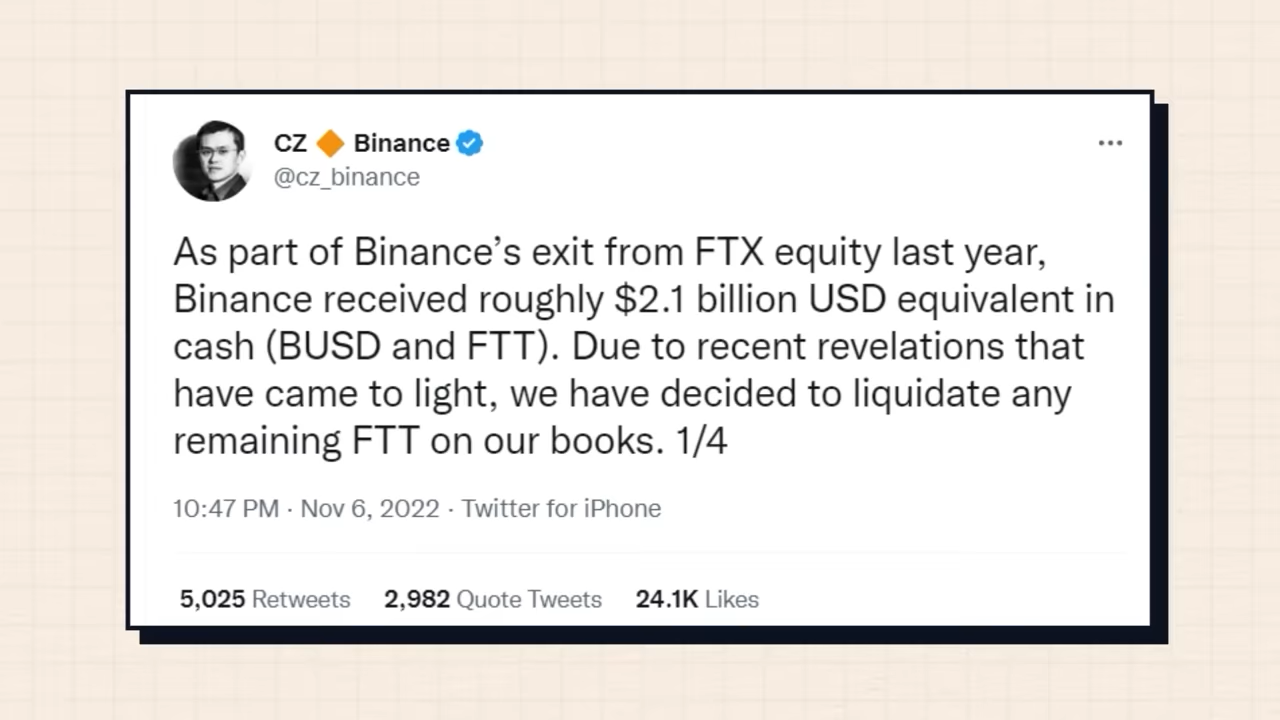 CZ 🔶 Binance
@cz_binance
As part of Binance’s exit from FTX equity last year,
Binance received roughly $2.1 billion USD equivalent in
cash (BUSD and FTT). Due to recent revelations that
have came to light, we have decided to liquidate any
remaining FTT on our books. 1/4
10:47 PM · Nov 6, 2022 · Twitter for iPhone
5,025 Retweets 2,982 Quote Tweets 24.1K Likes